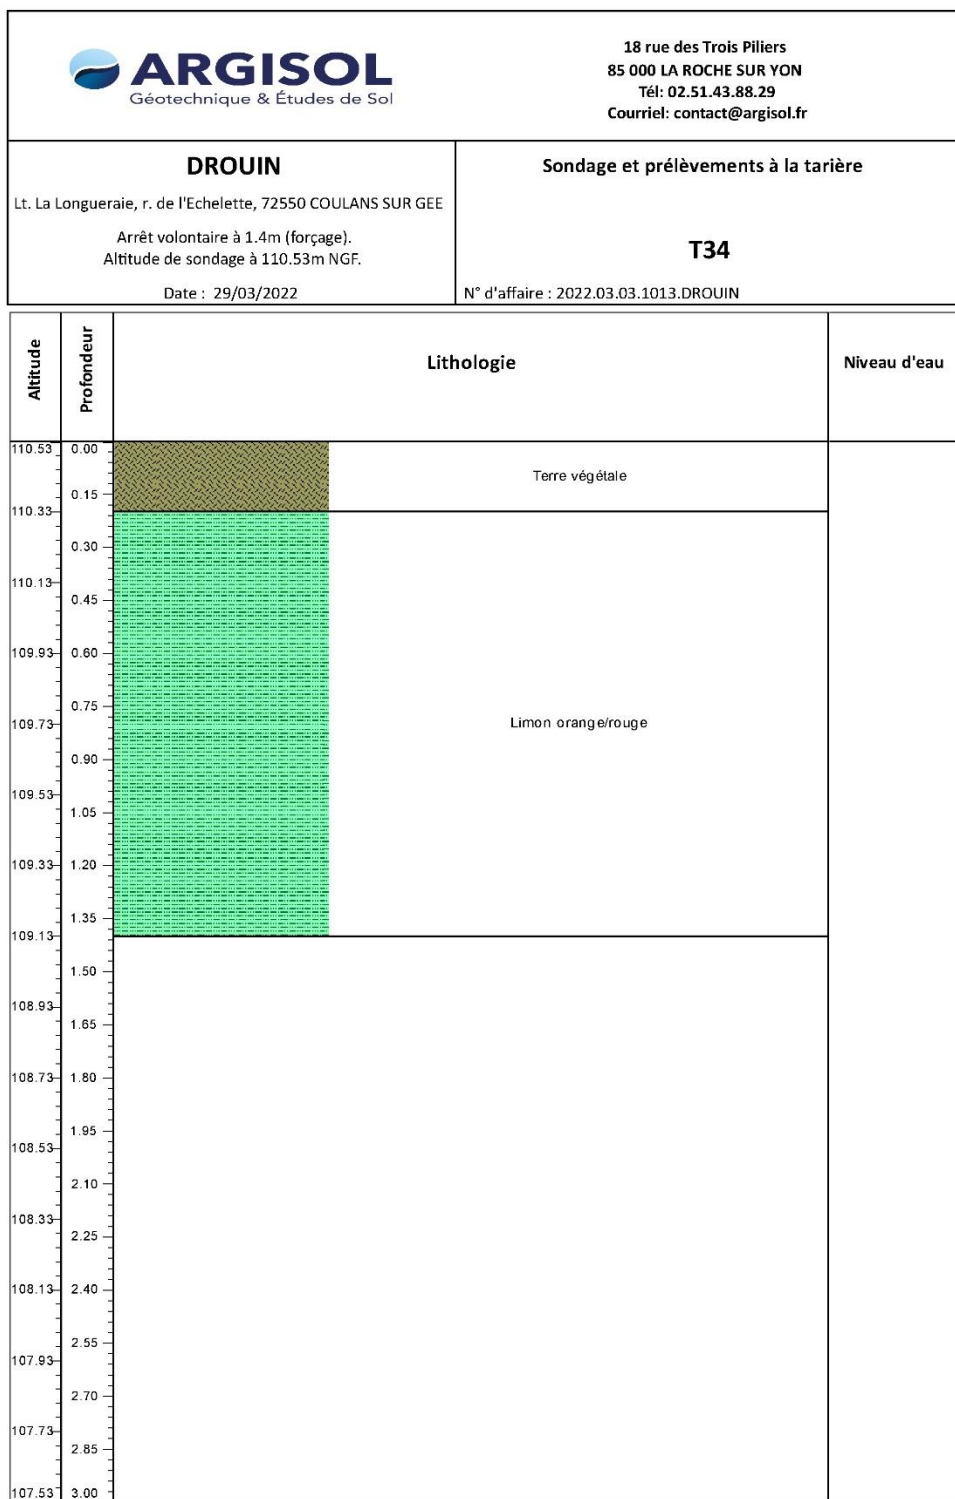 ARGISOL
Géotechnique & Études de Sol
18 rue des Trois Piliers
85 000 LA ROCHE SUR YON
Tél: 02.51.43.88.29
Courriel: contact@argisol.fr
DROUIN
Lt. La Longueraie, r. de l'Echelette, 72550 COULANS SUR GEE
Arrêt volontaire à 1.4m (forçage).
Altitude de sondage à 110.53m NGF.
Date : 29/03/2022
Sondage et prélèvements à la tarière
T34
N° d'affaire : 2022.03.03.1013.DROUIN
Altitude
Profondeur
Lithologie
Niveau d'eau
110.53 0.00
Terre végétale
0.15
110.33
0.30
110.13
0.45
109.93 0.60
0.75
109.73
Limon orange/rouge
0.90
109.53
1.05
109.33 1.20
1.35
109.13
1.50
108.93
1.65
108.73 1.80
1.95
108.53
2.10
108.33
2.25
108.13 2.40
2.55
107.93
2.70
107.73
2.85
107.53 3.00